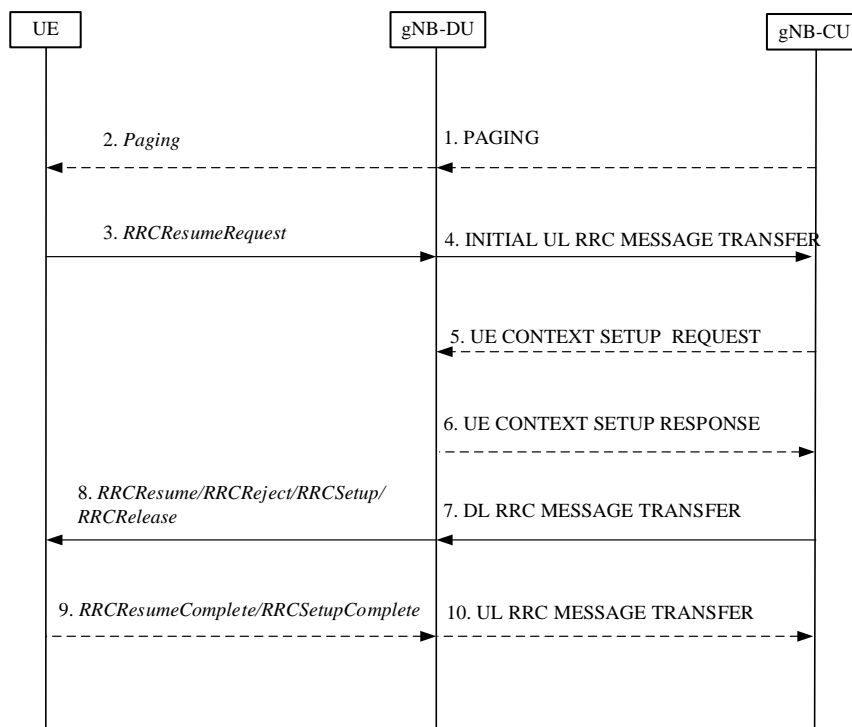 UE
gNB-DU
gNB-CU
2. Paging
1. PAGING
3. RRCResumeRequest
4. INITIAL UL RRC MESSAGE TRANSFER
5. UE CONTEXT SETUP REQUEST
6. UE CONTEXT SETUP RESPONSE
8. RRCResume/RRCReject/RRCSetup/
RRCRelease
7. DL RRC MESSAGE TRANSFER
9. RRCResumeComplete/RRCSetupComplete
10. UL RRC MESSAGE TRANSFER